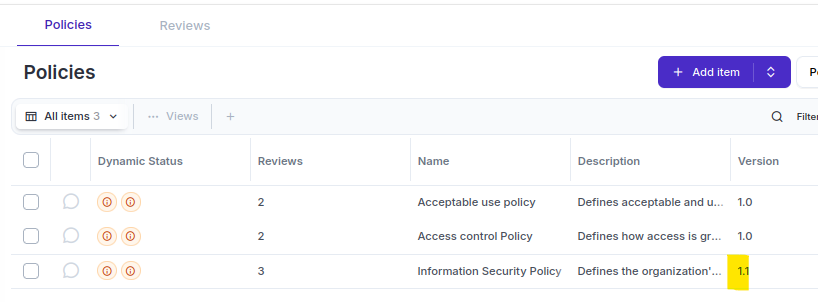 Policies Reviews
Policies
Add item
All items 3 Views
Filter
Dynamic Status Reviews Name Description Version
2 Acceptable use policy Defines acceptable and u... 1.0
2 Access control Policy Defines how access is gr... 1.0
3 Information Security Policy Defines the organization'... 1.1